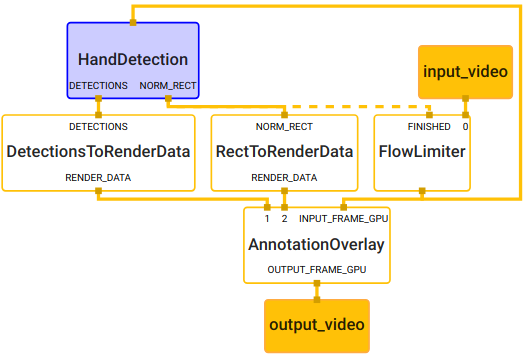 HandDetection
DETECTIONS NORM_RECT
input_video
DETECTIONS
DetectionsToRenderData
RENDER_DATA
NORM_RECT
RectToRenderData
RENDER_DATA
FINISHED 0
FlowLimiter
1 2 INPUT_FRAME_GPU
AnnotationOverlay
OUTPUT_FRAME_GPU
output_video